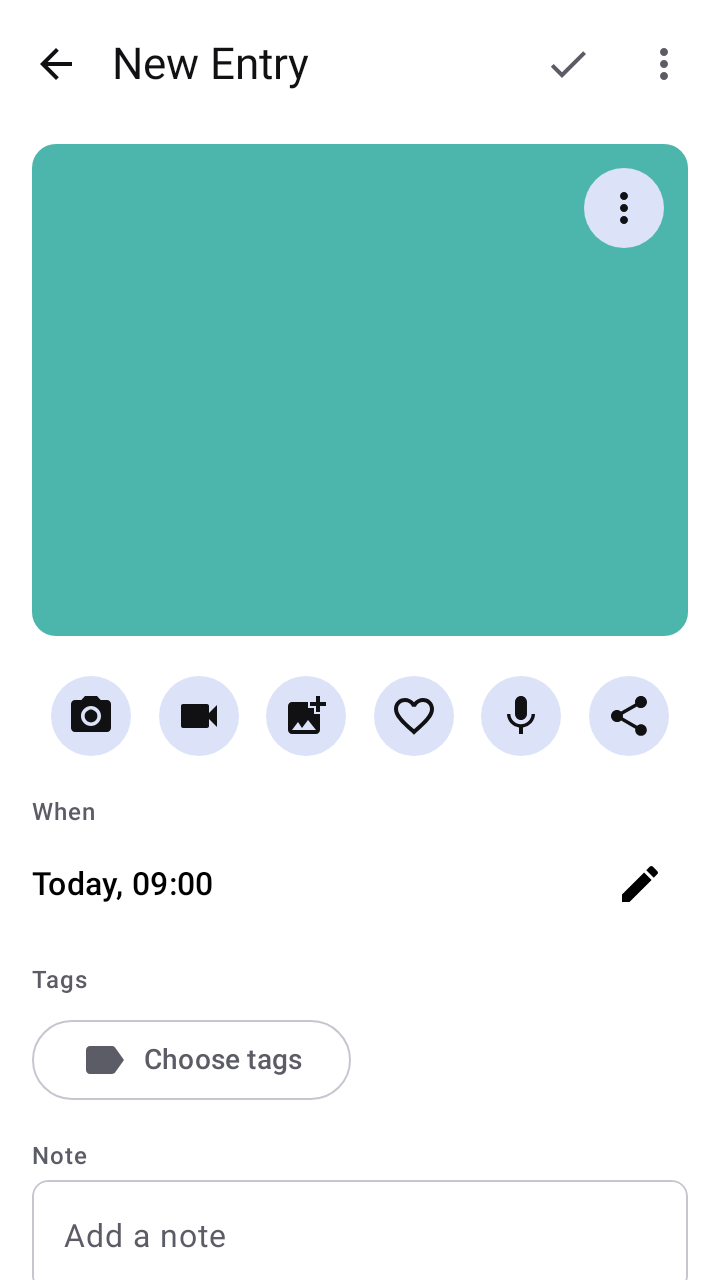 New Entry
When
Today, 09:00
Tags
Choose tags
Note
Add a note